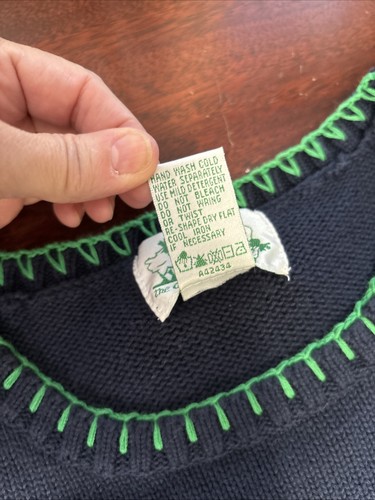 HAND WASH COLD
WATER SEPARATELY
USE MILD DETERGENT
DO NOT BLEACH
DO NOT WRING
OR TWIST
RE-SHAPE DRY FLAT
COOL IRON
IF NECESSARY
A42434
the